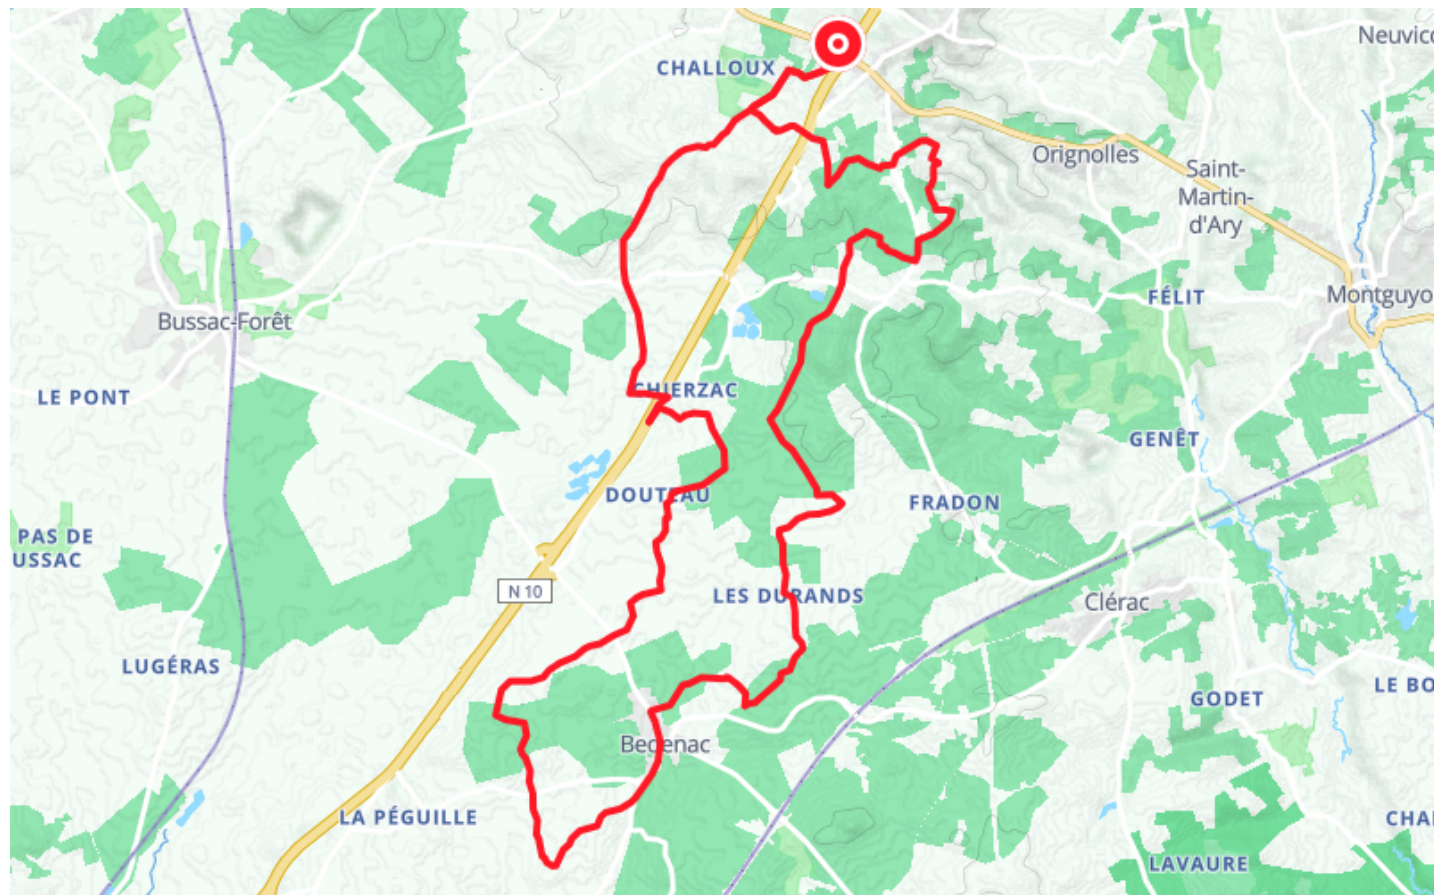 Neuvic
CHALLOUX
Orignolles
Saint-
Martin-
d'Ary
FÉLIT
Montguyo
Bussac-Forêt
LE PONT
CHIERZAC
GENÊT
DOUTEAU
FRADON
PAS DE
USSAC
N 10
LES DURANDS
Clérac
LUGÉRAS
LE BO
GODET
Bedenac
LA PÉGUILLE
CHA
LAVAURE